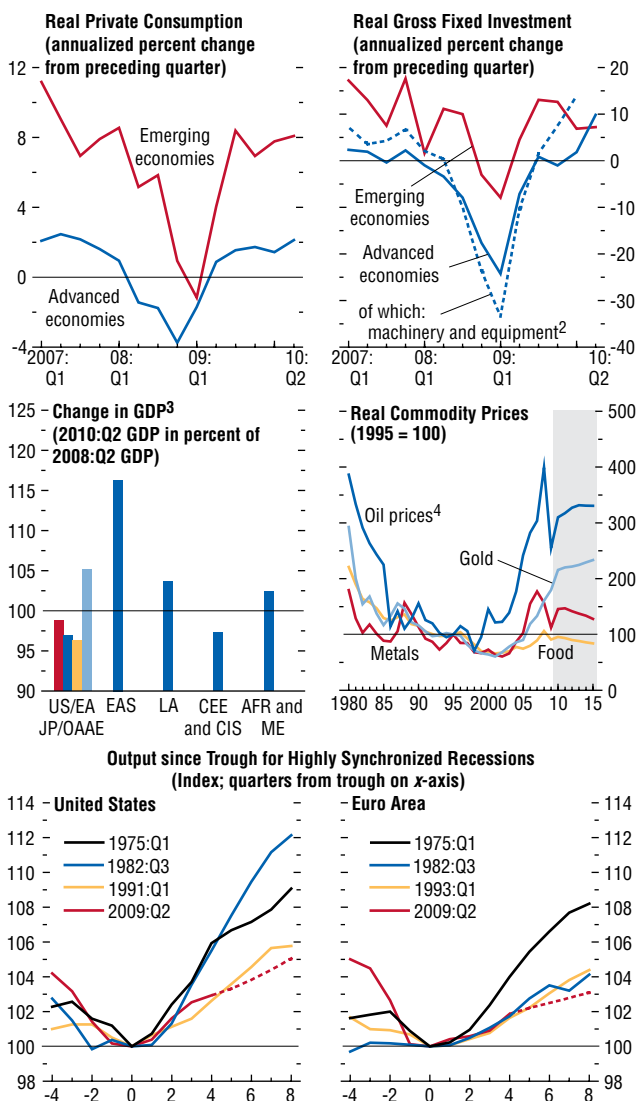 Real Private Consumption
(annualized percent change
from preceding quarter)
12
8
4
0
-4
Emerging
economies
Advanced
economies
2007:
Q1
08:
Q1
09:
Q1
10:
Q2
Real Gross Fixed Investment
(annualized percent change
from preceding quarter)
20
10
0
-10
-20
-30
-40
Emerging
economies
Advanced
economies
of which:
machinery and equipment2
2007:
Q1
08:
Q1
09:
Q1
10:
Q2
Change in GDP3
(2010:Q2 GDP in percent of
2008:Q2 GDP)
125
120
115
110
105
100
95
90
US/EA
JP/OAAE
EAS
LA
CEE
and CIS
AFR and
ME
Real Commodity Prices
(1995 = 100)
500
400
300
200
100
0
Oil prices4
Gold
Metals
Food
1980 85 90 95 2000 05 10 15
Output since Trough for Highly Synchronized Recessions
(Index; quarters from trough on x-axis)
United States
114
112
110
108
106
104
102
100
98
1975:Q1
1982:Q3
1991:Q1
2009:Q2
-4 -2 0 2 4 6 8
Euro Area
114
112
110
108
106
104
102
100
98
1975:Q1
1982:Q3
1993:Q1
2009:Q2
-4 -2 0 2 4 6 8